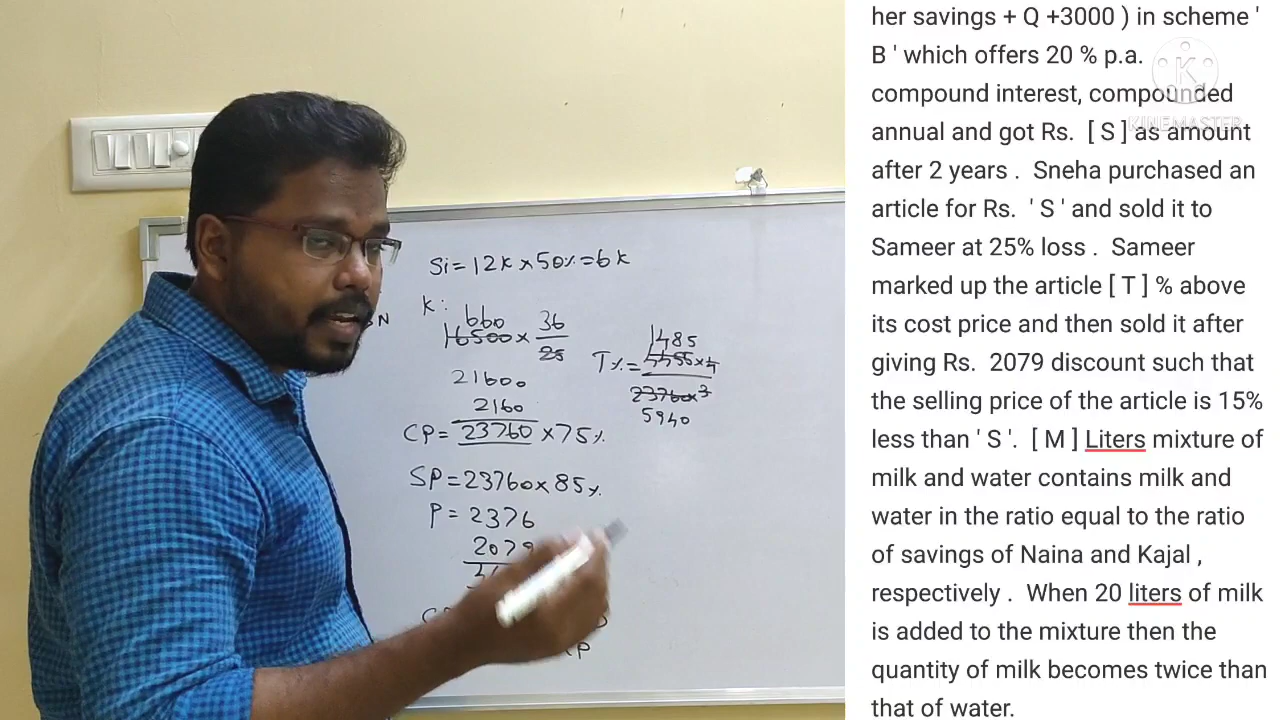 her savings + Q +3000 ) in scheme '
B ' which offers 20 % p.a.
compound interest, compounded
annual and got Rs. [ S ] as amount
after 2 years . Sneha purchased an
article for Rs. ' S ' and sold it to
Sameer at 25% loss . Sameer
marked up the article [ T ] % above
its cost price and then sold it after
giving Rs. 2079 discount such that
the selling price of the article is 15%
less than ' S '. [ M ] Liters mixture of
milk and water contains milk and
water in the ratio equal to the ratio
of savings of Naina and Kajal ,
respectively . When 20 liters of milk
is added to the mixture then the
quantity of milk becomes twice than
that of water.
K
KINEMASTER
Si = 12K × 50% = 6K
K :
660
16500 × 36
25
21600
2160
CP = 23760 × 75%
SP = 23760 × 85%
P = 2376
2079
1485
T% = 4455 × 4
23760 × 3
5940